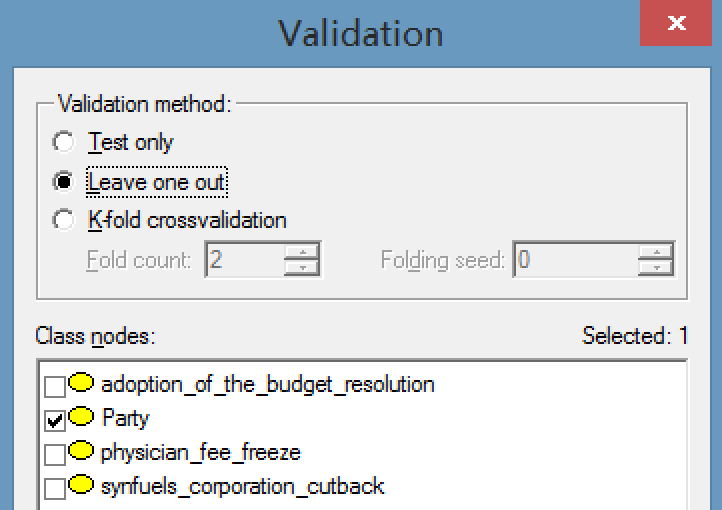 Validation
Validation method:
Test only
Leave one out
K-fold crossvalidation
Fold count: 2 Folding seed: 0
Class nodes: Selected: 1
adoption_of_the_budget_resolution
Party
physician_fee_freeze
synfuels_corporation_cutback